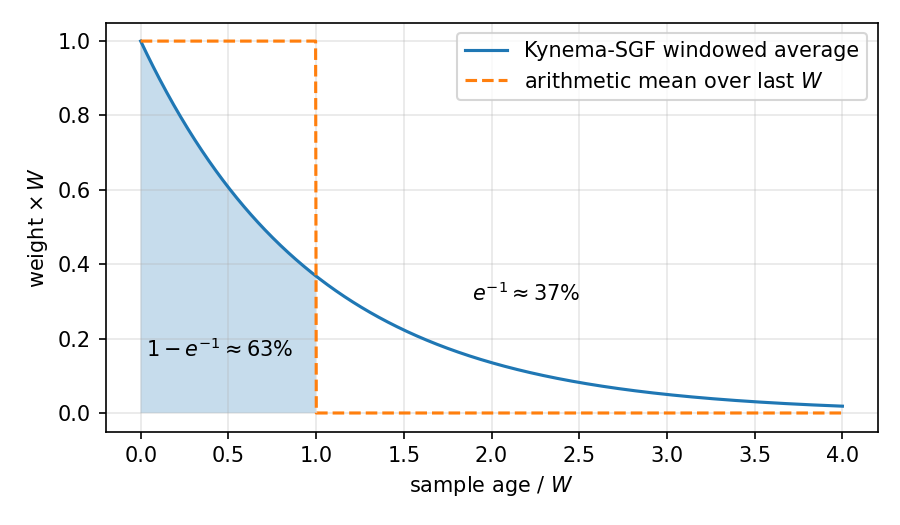 Kynema-SGF windowed average
arithmetic mean over last W
weight × W
1.0
0.8
0.6
0.4
0.2
0.0
e⁻¹ ≈ 37%
1 − e⁻¹ ≈ 63%
0.0 0.5 1.0 1.5 2.0 2.5 3.0 3.5 4.0
sample age / W